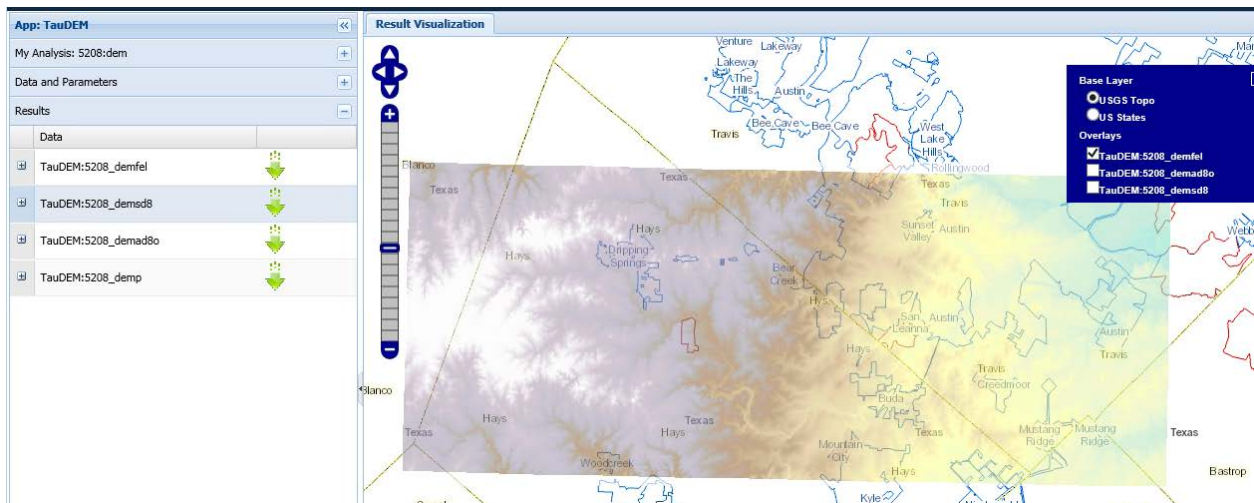 App: TauDEM
My Analysis: 5208:dem
Data and Parameters
Results
Data
TauDEM:5208_demfel
TauDEM:5208_demsd8
TauDEM:5208_demad8o
TauDEM:5208_demp
Result Visualization
Venture
Lakeway
Lakeway
The
Hills
Austin
Bee Cave
Bee Cave
Travis
West
Lake
Hills
Rollingwood
Blanco
Texas
Texas
Texas
Travis
Hays
Sunset
Valley
Austin
Dripping
Springs
Hays
Bear
Creek
Hays
San
Leanna
Austin
Austin
Travis
Hays
Travis
Creedmoor
Blanco
Buda
Hays
Texas
Texas
Hays
Texas
Mustang
Ridge
Mustang
Ridge
Texas
Mountain
City
Woodcreek
Hays
Bastrop
Kyle
Base Layer
USGS Topo
US States
Overlays
TauDEM:5208_demfel
TauDEM:5208_demad8o
TauDEM:5208_demsd8